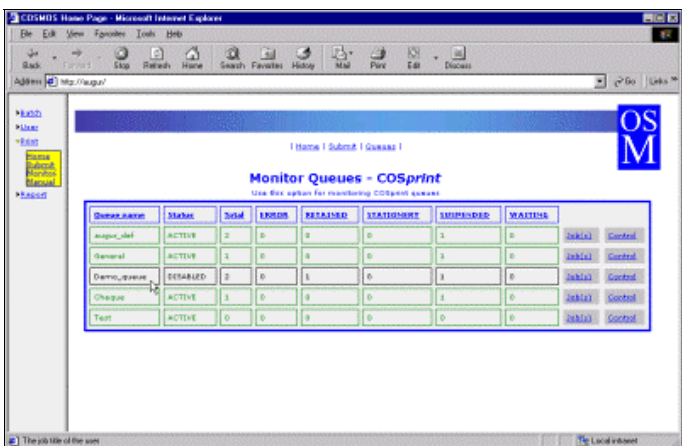 COSMOS Home Page - Microsoft Internet Explorer
File Edit View Favorites Tools Help
Back Forward Stop Refresh Home Search Favorites History Mail Print Edit Discuss
Address http://augur/ Go Links »
Batch
User
Print
Home
Submit
Monitor
Manual
Report
OS
M
| Home | Submit | Queues |
Monitor Queues - COSprint
Use this option for monitoring COSprint queues
Queue name Status Total ERROR RETAINED STATIONERY SUSPENDED WAITING
augur_def ACTIVE 2 0 0 0 1 0 Job(s) Control
General ACTIVE 1 0 0 0 1 0 Job(s) Control
Demo_queue DISABLED 2 0 1 0 1 0 Job(s) Control
Cheque ACTIVE 1 0 0 0 1 0 Job(s) Control
Test ACTIVE 0 0 0 0 0 0 Job(s) Control
The job title of the user Local intranet